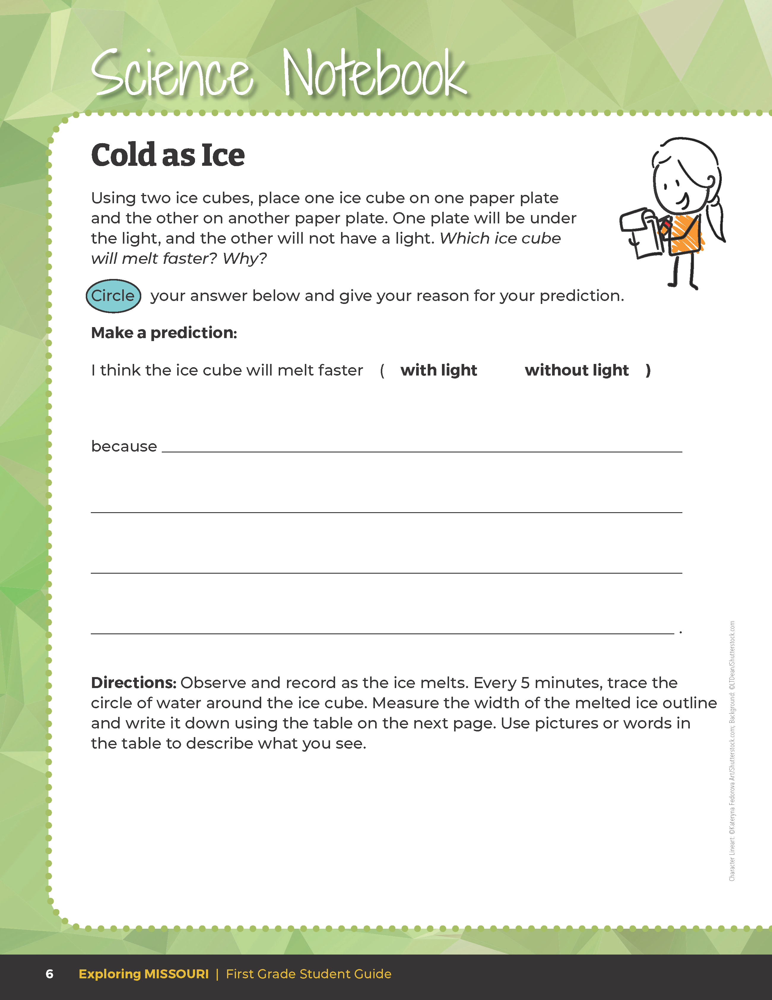 Science Notebook
Cold as Ice
Using two ice cubes, place one ice cube on one paper plate
and the other on another paper plate. One plate will be under
the light, and the other will not have a light. Which ice cube
will melt faster? Why?
Circle your answer below and give your reason for your prediction.
Make a prediction:
I think the ice cube will melt faster ( with light without light )
because
.
Directions: Observe and record as the ice melts. Every 5 minutes, trace the
circle of water around the ice cube. Measure the width of the melted ice outline
and write it down using the table on the next page. Use pictures or words in
the table to describe what you see.
Character Lineart: ©Kateryna Fedorova Art/Shutterstock.com; Background: ©LTDean/Shutterstock.com
6 Exploring MISSOURI | First Grade Student Guide